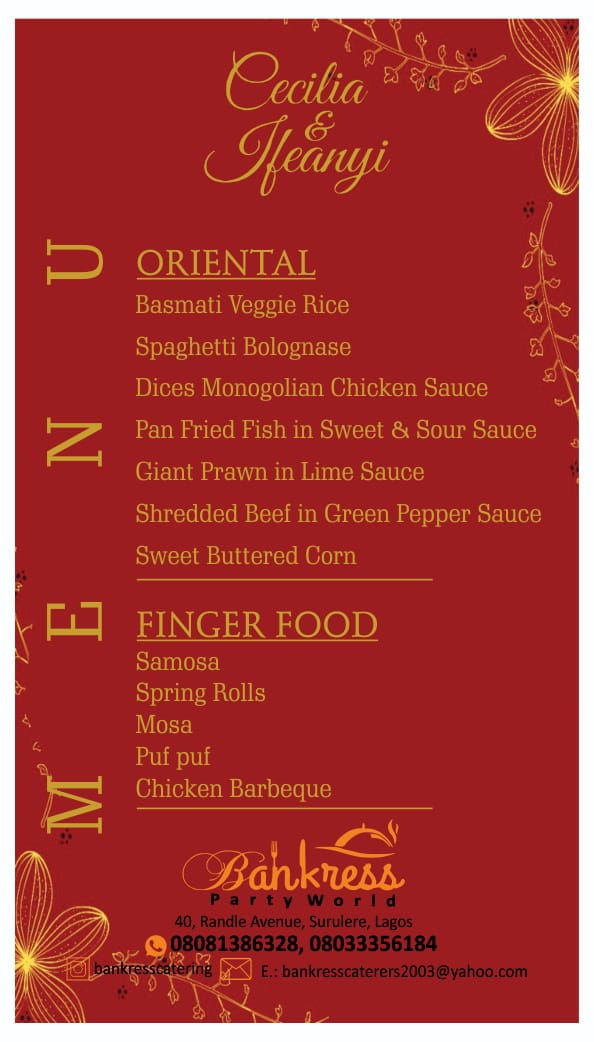 Cecilia
&
Ifeanyi
MENU
ORIENTAL
Basmati Veggie Rice
Spaghetti Bolognase
Dices Monogolian Chicken Sauce
Pan Fried Fish in Sweet & Sour Sauce
Giant Prawn in Lime Sauce
Shredded Beef in Green Pepper Sauce
Sweet Buttered Corn
FINGER FOOD
Samosa
Spring Rolls
Mosa
Puf puf
Chicken Barbeque
Bankress
Party World
40, Randle Avenue, Surulere, Lagos
08081386328, 08033356184
bankresscatering E.: bankresscaterers2003@yahoo.com